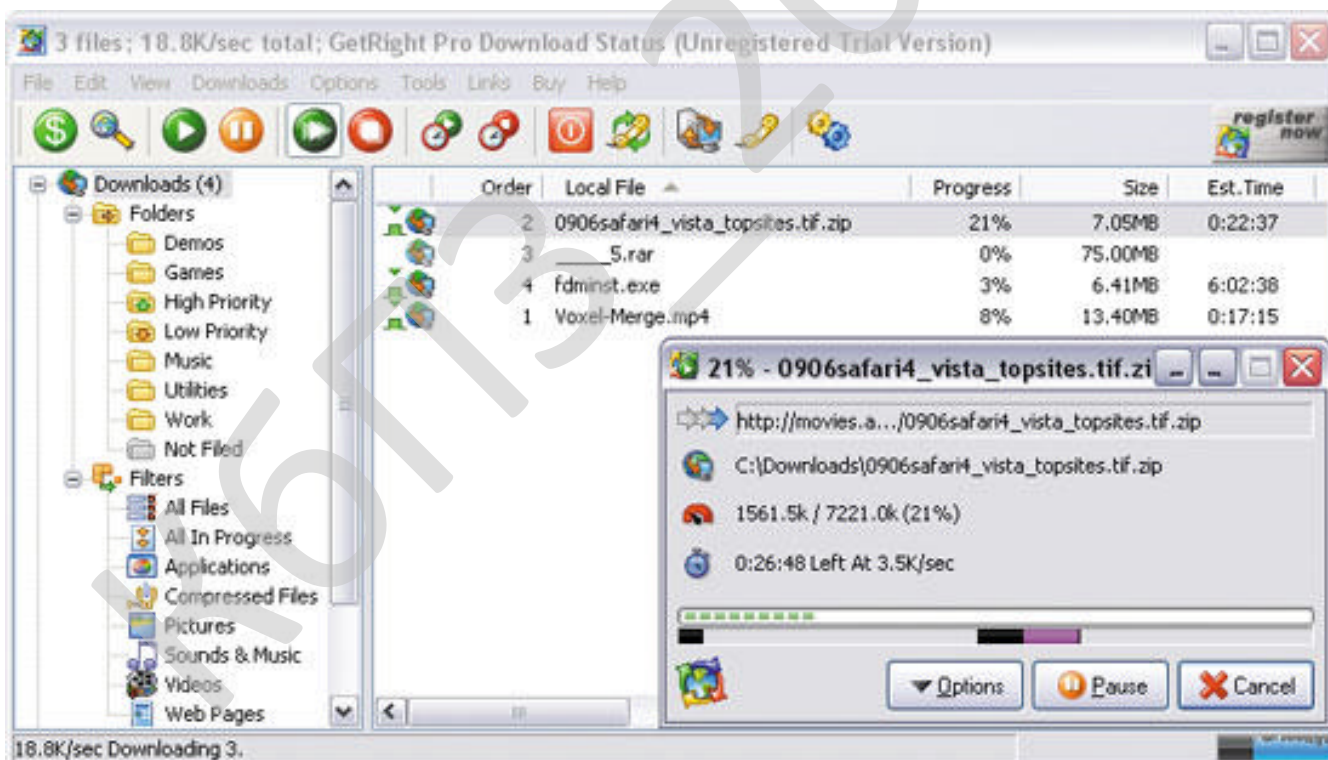 3 files; 18.8K/sec total; GetRight Pro Download Status (Unregistered Trial Version)
File Edit View Downloads Options Tools Links Buy Help
register
now
Downloads (4)
Folders
Demos
Games
High Priority
Low Priority
Music
Utilities
Work
Not Filed
Filters
All Files
All In Progress
Applications
Compressed Files
Pictures
Sounds & Music
Videos
Web Pages
Order Local File Progress Size Est.Time
2 0906safari4_vista_topsites.tif.zip 21% 7.05MB 0:22:37
3 _____5.rar 0% 75.00MB
4 fdminst.exe 3% 6.41MB 6:02:38
1 Voxel-Merge.mp4 8% 13.40MB 0:17:15
21% - 0906safari4_vista_topsites.tif.zi
http://movies.a.../0906safari4_vista_topsites.tif.zip
C:\Downloads\0906safari4_vista_topsites.tif.zip
1561.5k / 7221.0k (21%)
0:26:48 Left At 3.5K/sec
Options Pause Cancel
18.8K/sec Downloading 3.